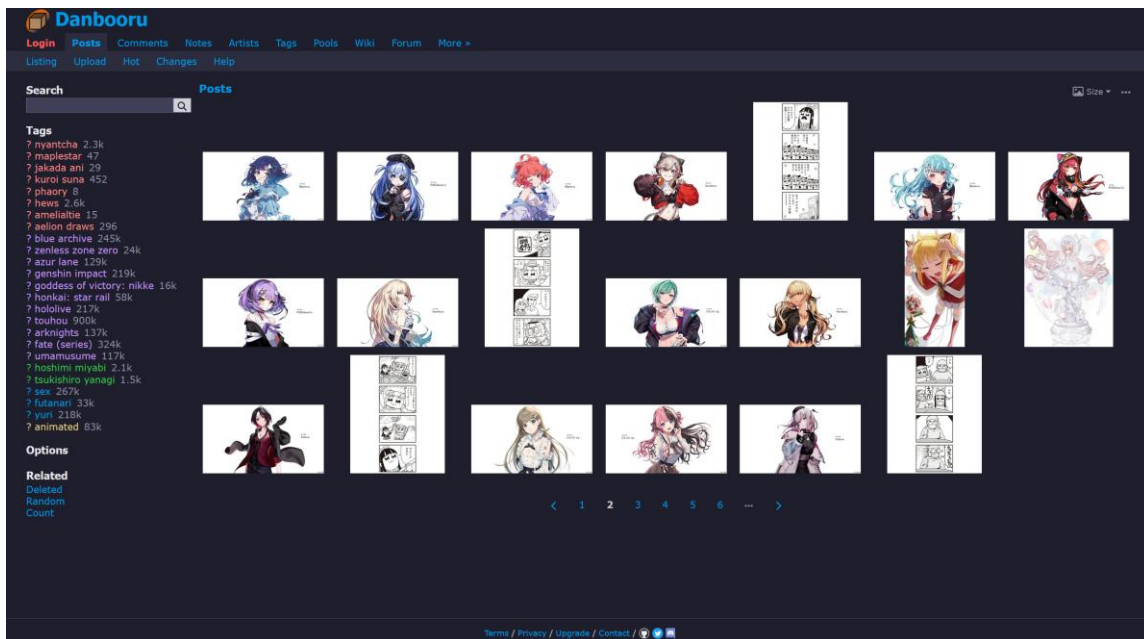 Danbooru
Login Posts Comments Notes Artists Tags Pools Wiki Forum More »
Listing Upload Hot Changes Help
Search
Posts
Size
Tags
? nyantcha 2.3k
? maplestar 47
? jakada ani 29
? kuroi suna 452
? phaory 8
? hews 2.6k
? amelialtie 15
? aelion draws 296
? blue archive 245k
? zenless zone zero 24k
? azur lane 129k
? genshin impact 219k
? goddess of victory: nikke 16k
? honkai: star rail 58k
? hololive 217k
? touhou 900k
? arknights 137k
? fate (series) 324k
? umamusume 117k
? hoshimi miyabi 2.1k
? tsukishiro yanagi 1.5k
? sex 267k
? futanari 33k
? yuri 218k
? animated 83k
Options
Related
Deleted
Random
Count
< 1 2 3 4 5 6 ... >
Terms / Privacy / Upgrade / Contact /